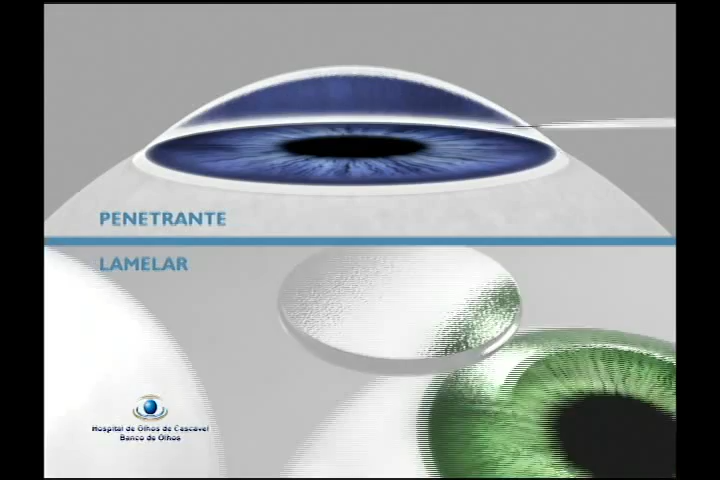 PENETRANTE
LAMELAR
Hospital de Olhos de Cascavel
Banco de Olhos